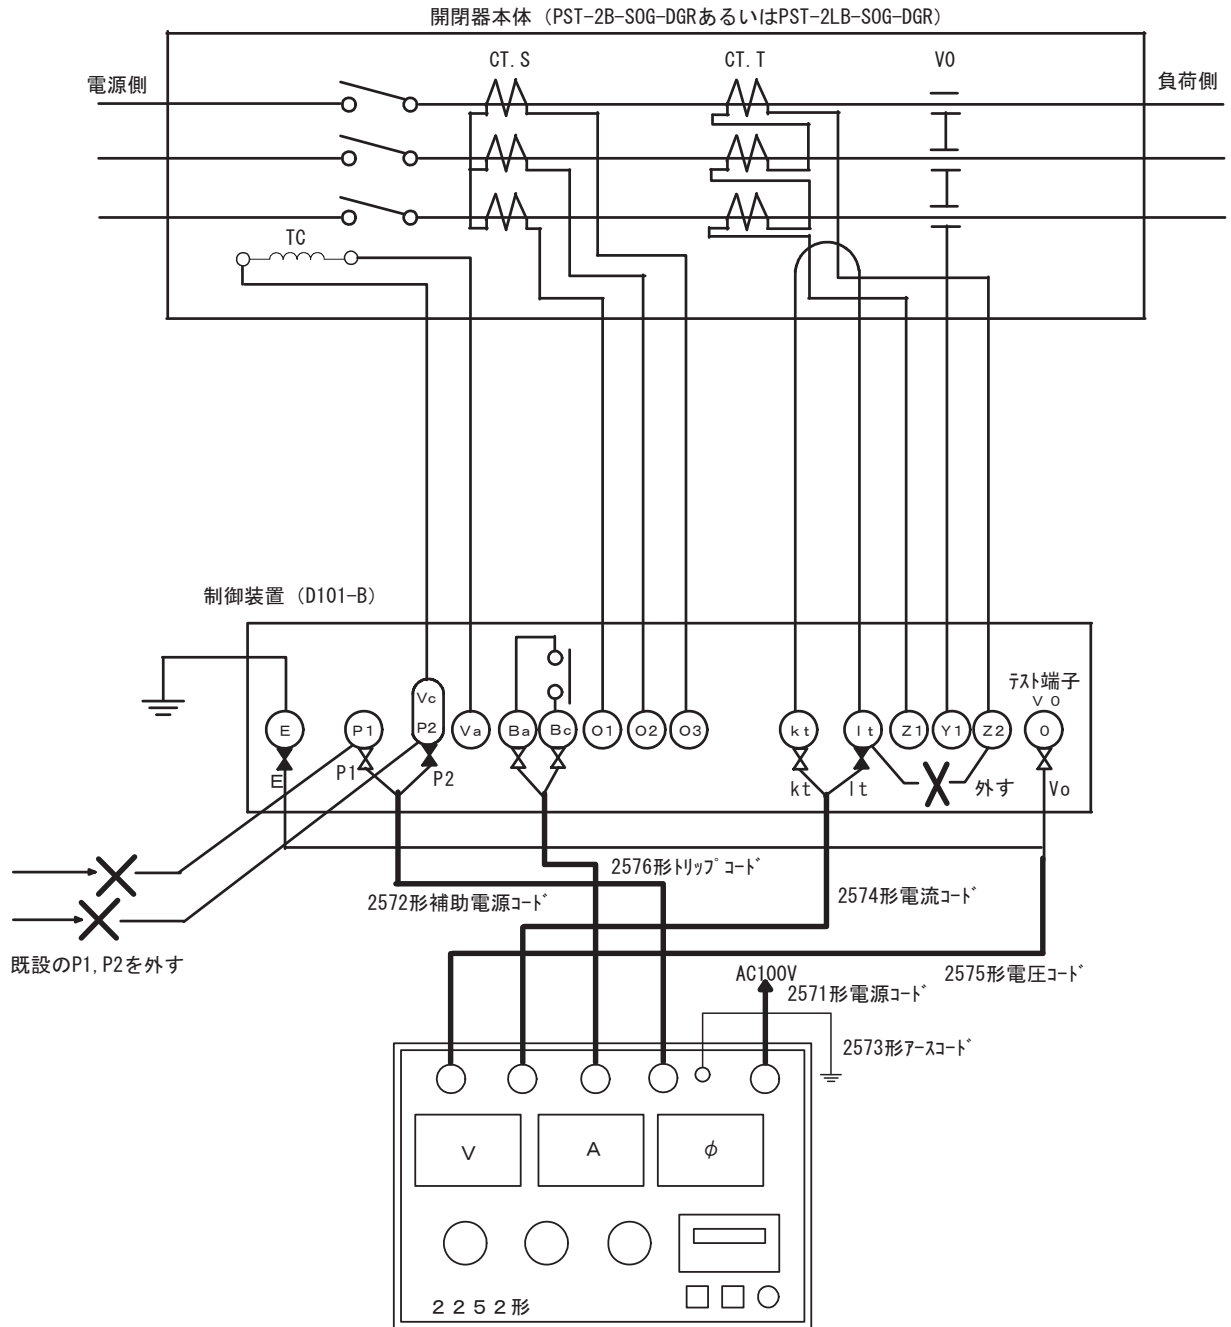 開閉器本体（PST-2B-SOG-DGRあるいはPST-2LB-SOG-DGR）
CT.S
CT.T
VO
電源側
負荷側
TC
制御装置（D101-B）
テスト端子
VO
E
P1
Vc
P2
Va
Ba
Bc
O1
O2
O3
kt
lt
Z1
Y1
Z2
0
E
P1
P2
kt
lt
外す
Vo
2576形トリップコード
2572形補助電源コード
2574形電流コード
既設のP1,P2を外す
2575形電圧コード
AC100V
2571形電源コード
2573形アースコード
V
A
φ
２２５２形